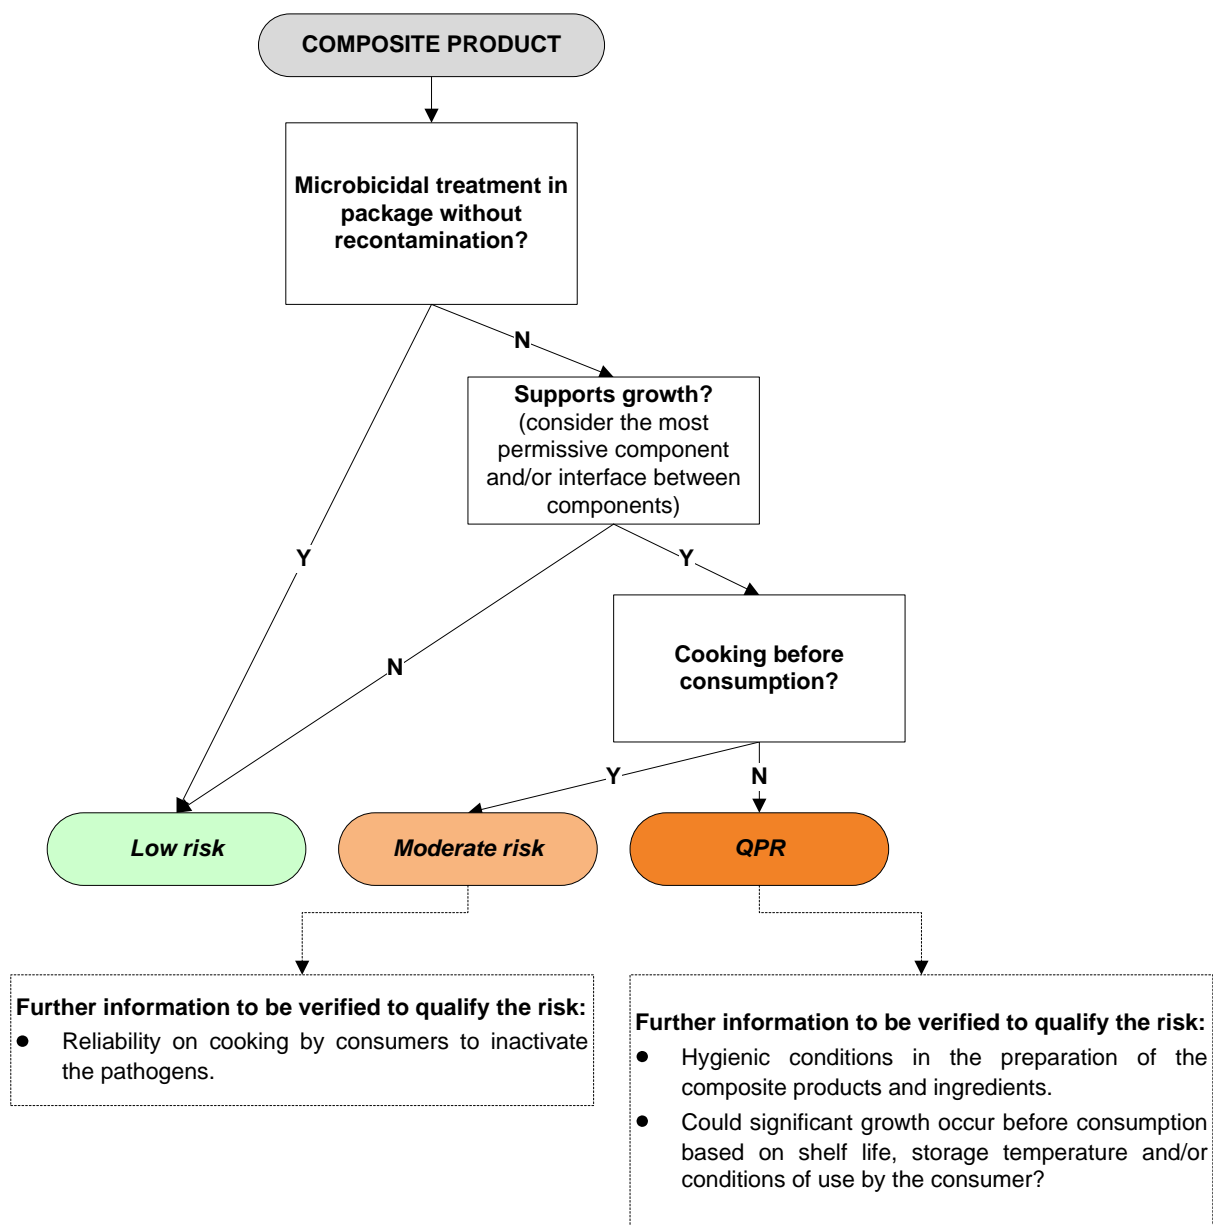 COMPOSITE PRODUCT
Microbicidal treatment in
package without
recontamination?
N
Supports growth?
(consider the most
permissive component
and/or interface between
components)
Y
Y
Cooking before
consumption?
N
Y
N
Low risk
Moderate risk
QPR
Further information to be verified to qualify the risk:
● Reliability on cooking by consumers to inactivate
the pathogens.
Further information to be verified to qualify the risk:
● Hygienic conditions in the preparation of the
composite products and ingredients.
● Could significant growth occur before consumption
based on shelf life, storage temperature and/or
conditions of use by the consumer?